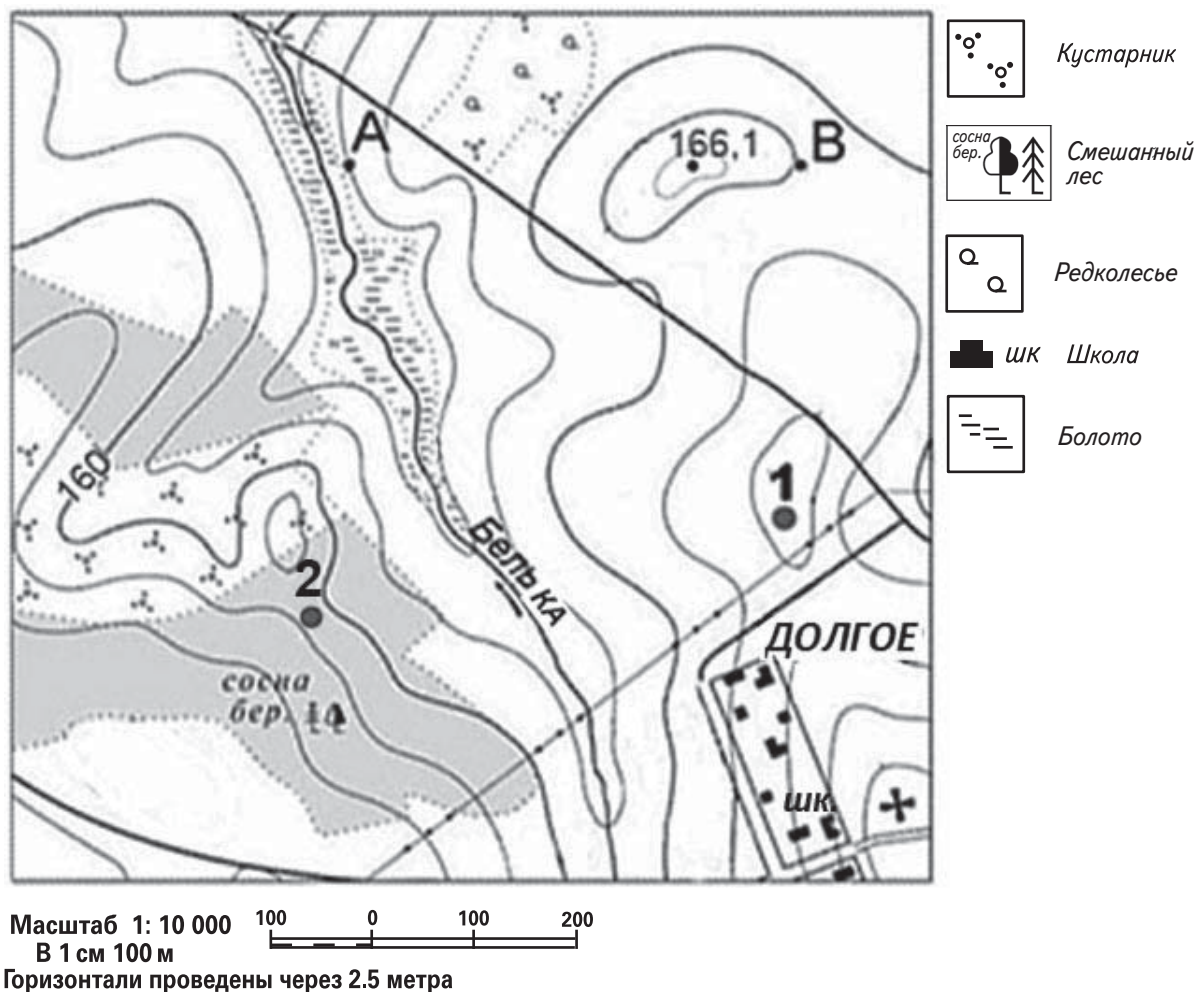 А
166,1
В
160
1
Белька
2
ДОЛГОЕ
сосна
бер.
шк.
Кустарник
сосна
бер.
Смешанный
лес
Редколесье
шк Школа
Болото
Масштаб 1: 10 000
100 0 100 200
В 1 см 100 м
Горизонтали проведены через 2.5 метра